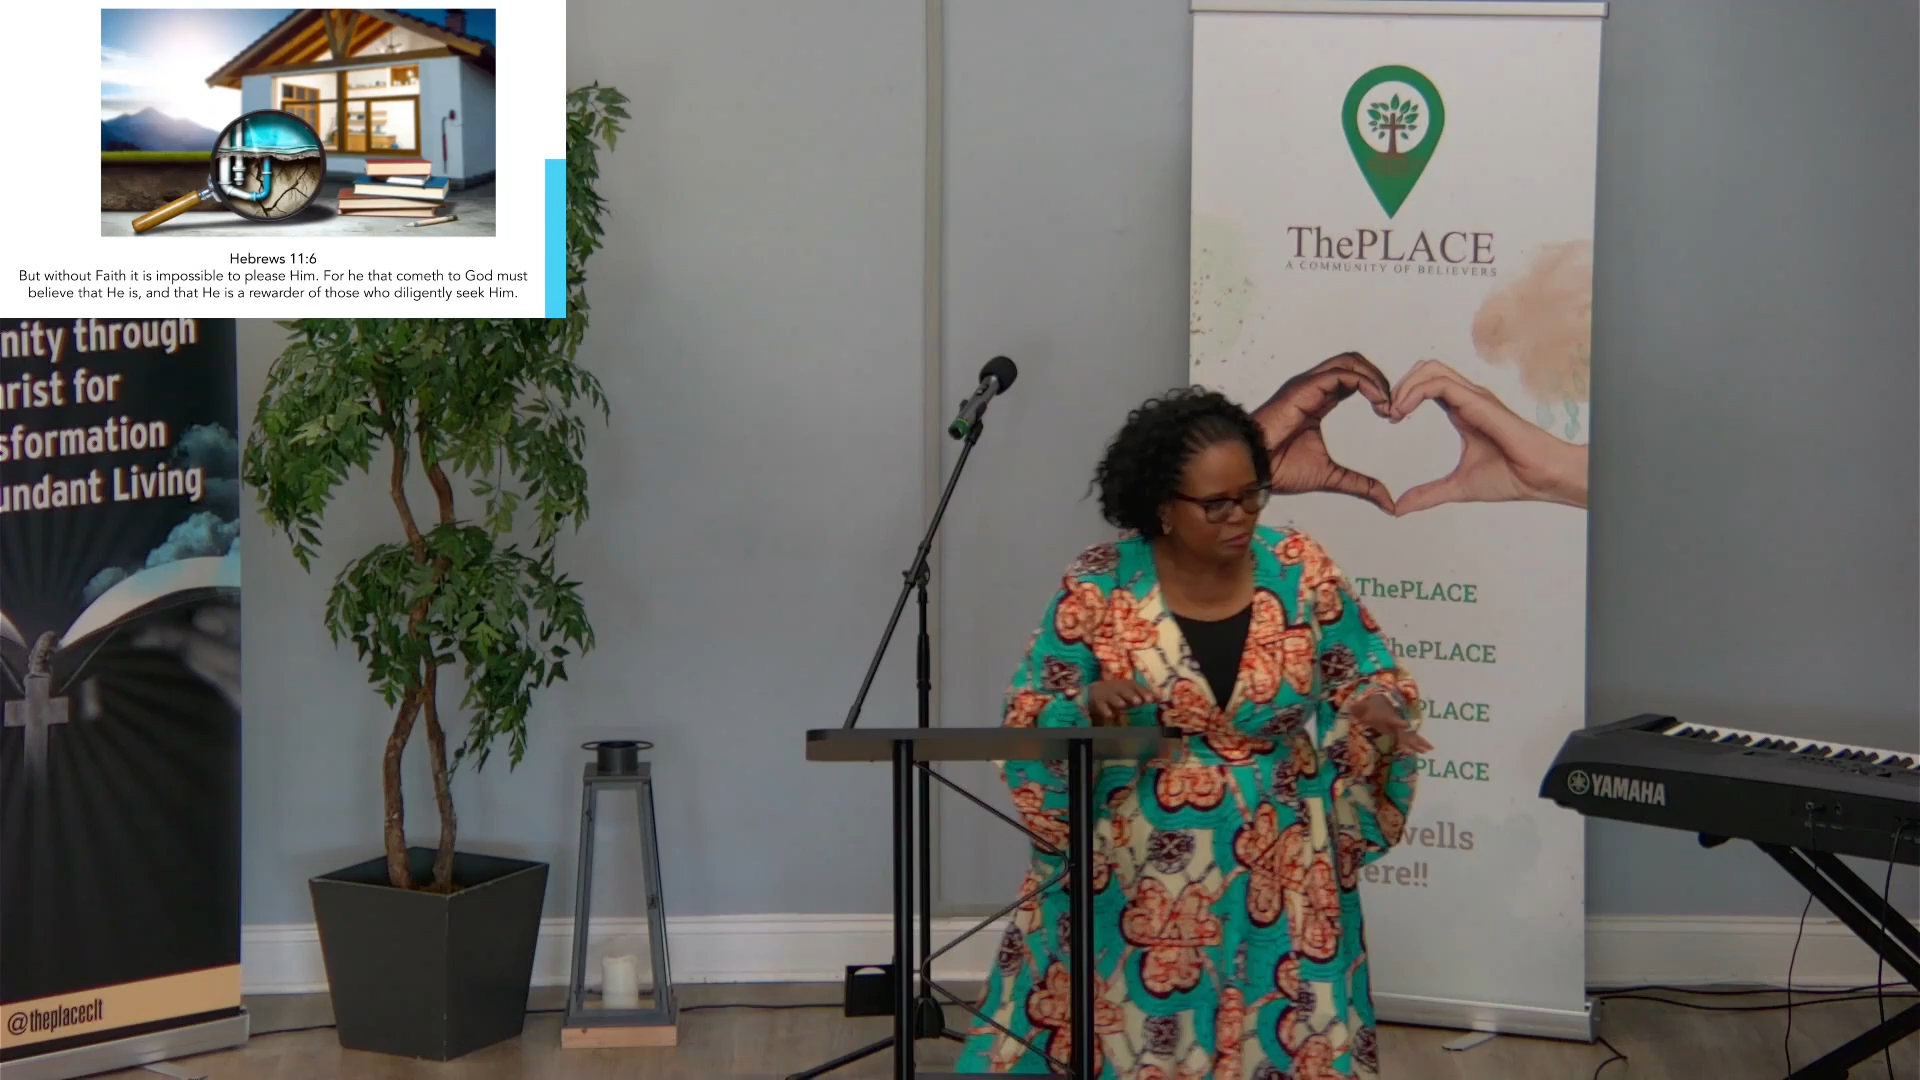 Hebrews 11:6
But without Faith it is impossible to please Him. For he that cometh to God must
believe that He is, and that He is a rewarder of those who diligently seek Him.
nity through
rist for
sformation
undant Living
@theplaceclt
ThePLACE
A COMMUNITY OF BELIEVERS
ThePLACE
hePLACE
PLACE
PLACE
wells
ere!!
YAMAHA